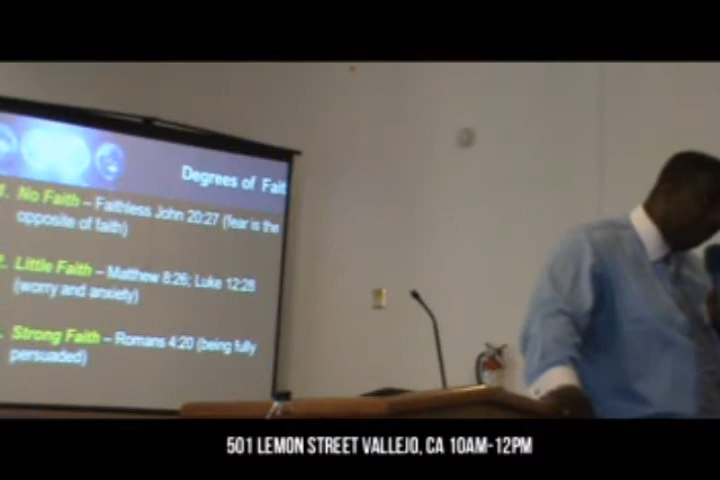 Degrees of Fait
1. No Faith – Faithless John 20:27 (fear is the
opposite of faith)
2. Little Faith – Matthew 8:26; Luke 12:28
(worry and anxiety)
Strong Faith – Romans 4:20 (being fully
persuaded)
501 LEMON STREET VALLEJO, CA 10AM-12PM